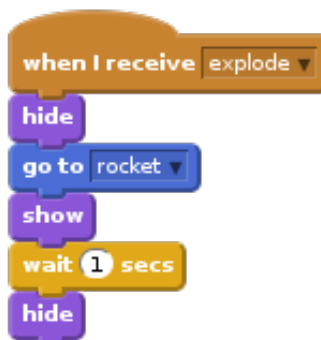 when I receive explode
hide
go to rocket
show
wait 1 secs
hide